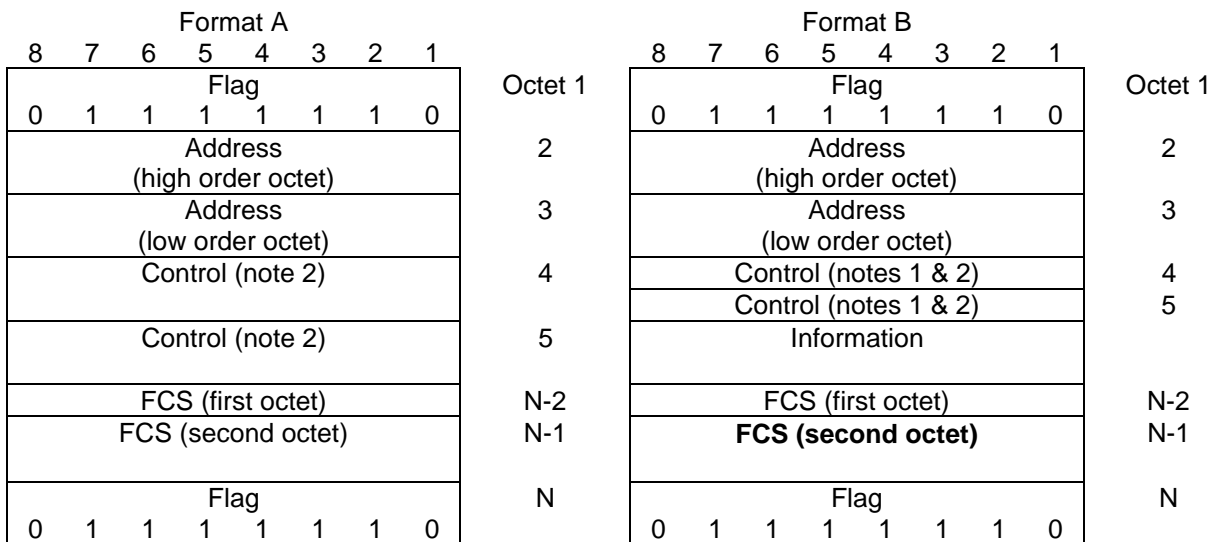 Format A Format B
8 7 6 5 4 3 2 1 8 7 6 5 4 3 2 1
Flag Octet 1 Flag Octet 1
0 1 1 1 1 1 1 0 0 1 1 1 1 1 1 0
Address 2 Address 2
(high order octet) (high order octet)
Address 3 Address 3
(low order octet) (low order octet)
Control (note 2) 4 Control (notes 1 & 2) 4
Control (notes 1 & 2) 5
Control (note 2) 5 Information
FCS (first octet) N-2 FCS (first octet) N-2
FCS (second octet) N-1 FCS (second octet) N-1
Flag N Flag N
0 1 1 1 1 1 1 0 0 1 1 1 1 1 1 0